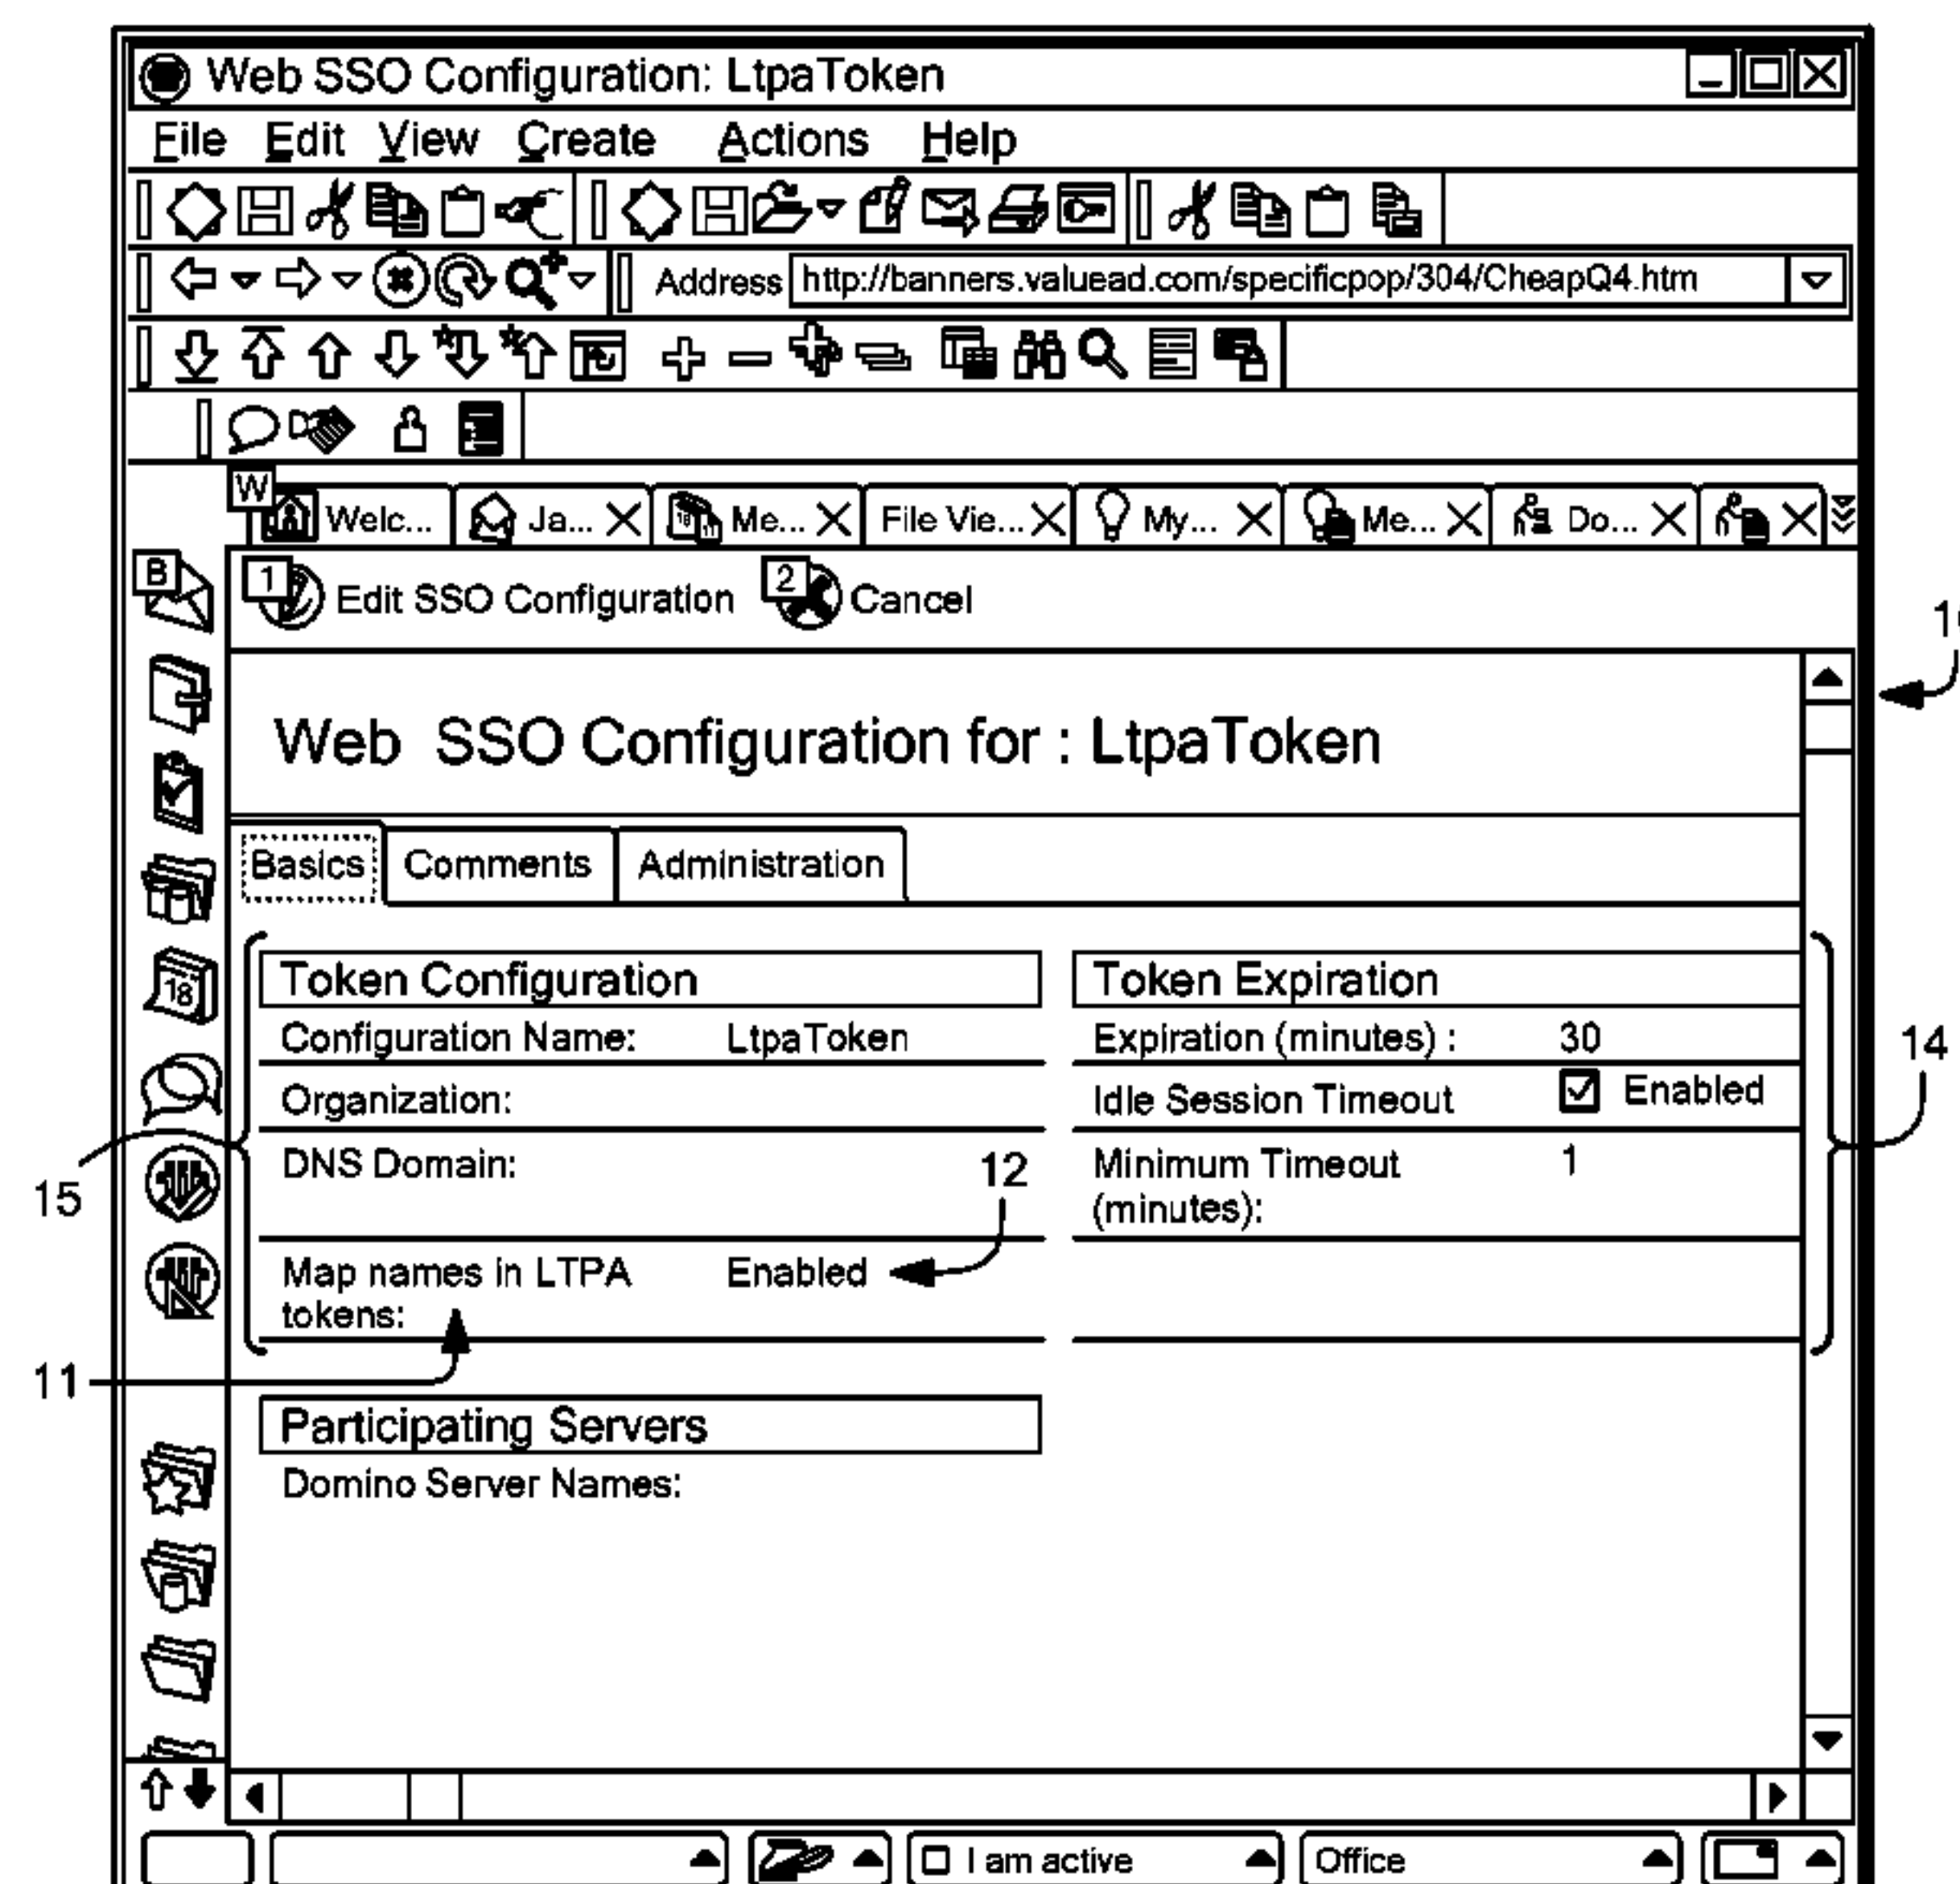 Web SSO Configuration: LtpaToken
File Edit View Create Actions Help
Address http://banners.valuead.com/specificpop/304/CheapQ4.htm
W
Welc... Ja... Me... File Vie... My... Me... Do...
B 1 Edit SSO Configuration 2 Cancel
Web SSO Configuration for : LtpaToken
Basics Comments Administration
Token Configuration Token Expiration
18
Configuration Name: LtpaToken Expiration (minutes) : 30
14
Organization: Idle Session Timeout Enabled
DNS Domain: 12 Minimum Timeout 1
15 (minutes):
Map names in LTPA Enabled
tokens:
11
Participating Servers
Domino Server Names:
I am active Office